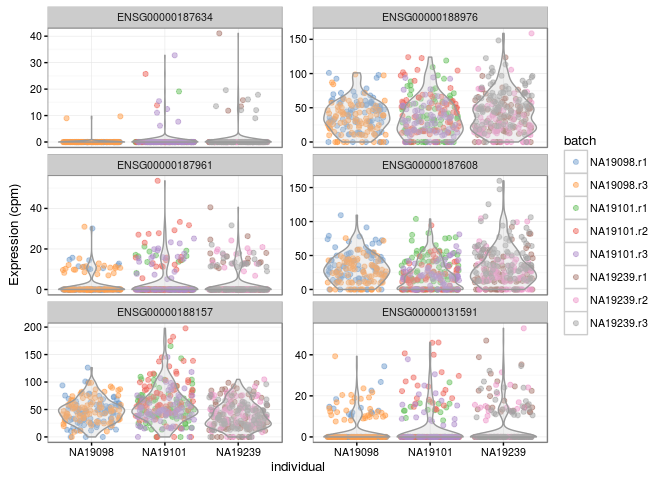 ENSG00000187634
ENSG00000188976
40
30
20
10
0
150
100
50
0
ENSG00000187961
ENSG00000187608
40
20
0
150
100
50
0
ENSG00000188157
ENSG00000131591
200
150
100
50
0
40
20
0
NA19098
NA19101
NA19239
NA19098
NA19101
NA19239
individual
Expression (cpm)
batch
NA19098.r1
NA19098.r3
NA19101.r1
NA19101.r2
NA19101.r3
NA19239.r1
NA19239.r2
NA19239.r3